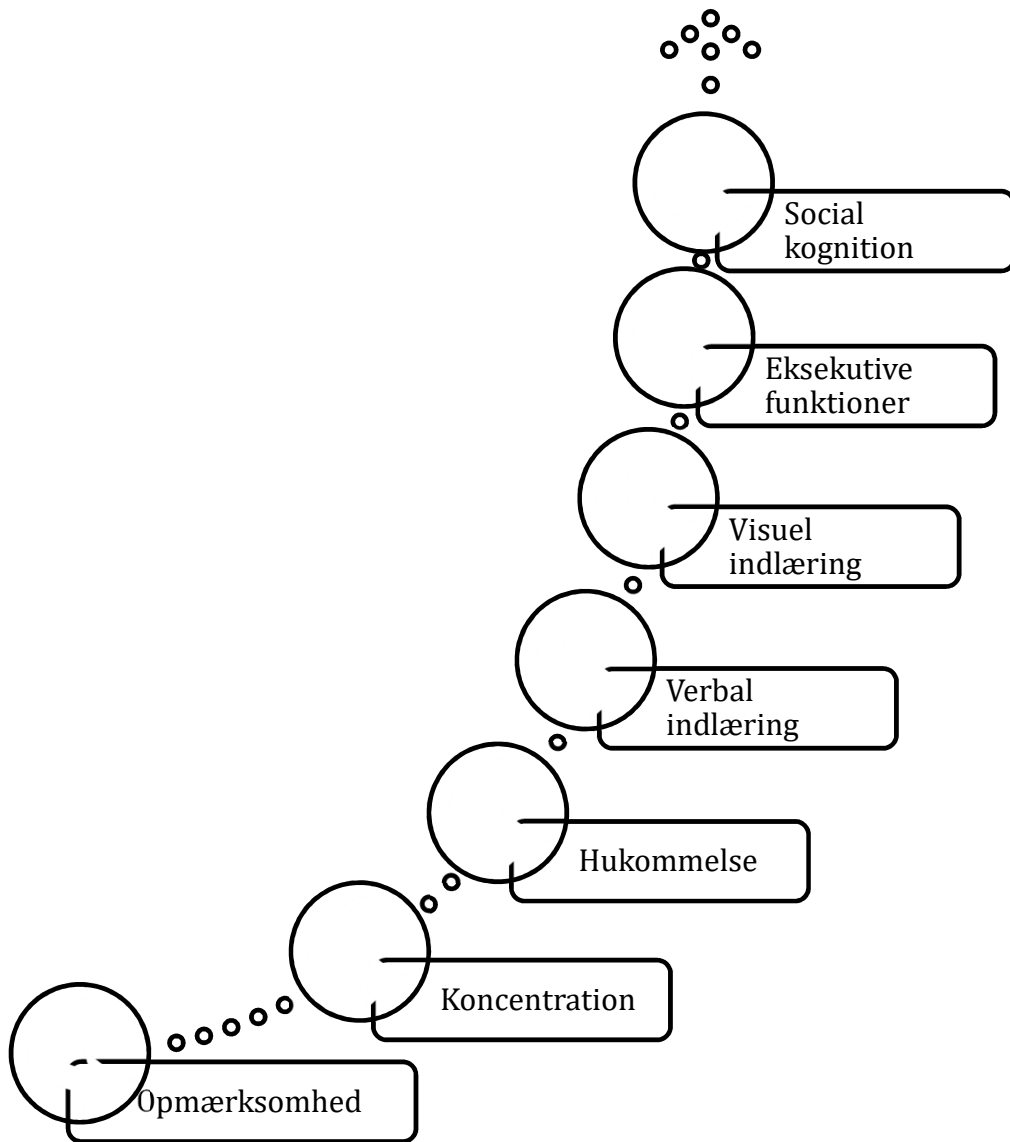 Social
kognition
Eksekutive
funktioner
Visuel
indlæring
Verbal
indlæring
Hukommelse
Koncentration
Opmærksomhed